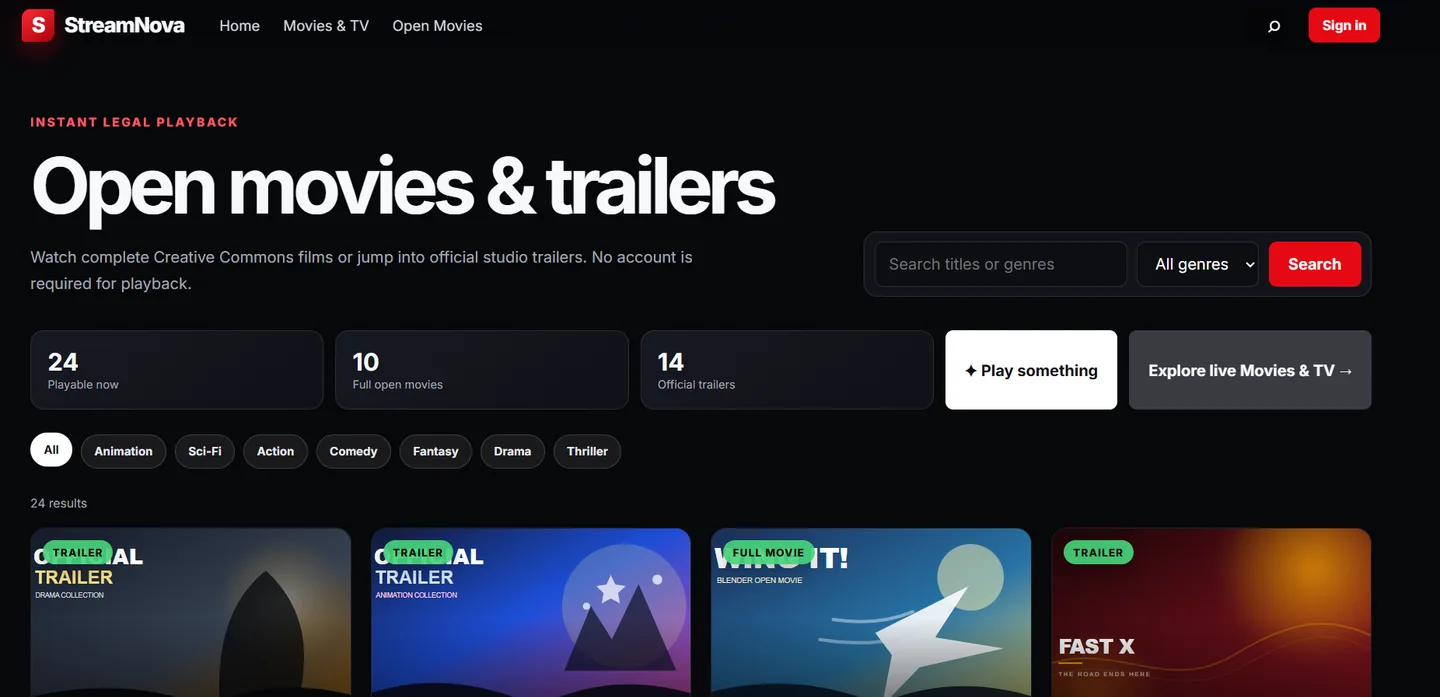 S StreamNova Home Movies & TV Open Movies Sign in
INSTANT LEGAL PLAYBACK
Open movies & trailers
Watch complete Creative Commons films or jump into official studio trailers. No account is
required for playback.
Search titles or genres All genres Search
24
Playable now
10
Full open movies
14
Official trailers
✦ Play something
Explore live Movies & TV →
All Animation Sci-Fi Action Comedy Fantasy Drama Thriller
24 results
TRAILER
TRAILER
DRAMA COLLECTION
TRAILER
TRAILER
ANIMATION COLLECTION
FULL MOVIE
IT!
BLENDER OPEN MOVIE
TRAILER
FAST X
THE ROAD ENDS HERE